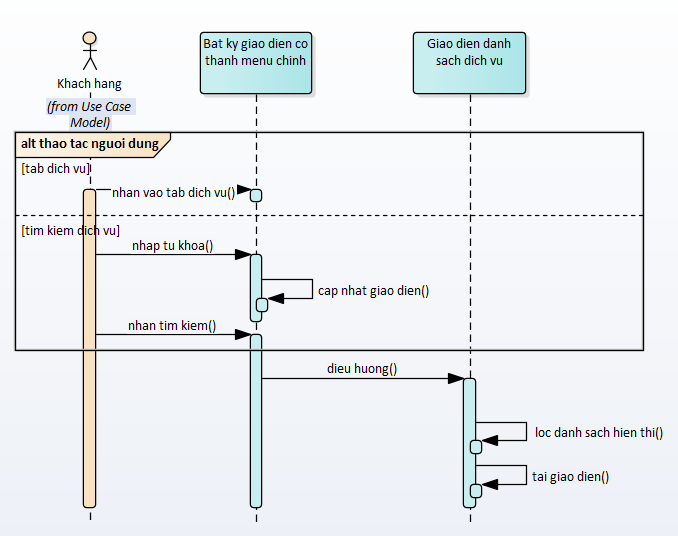 Bat ky giao dien co
thanh menu chinh
Giao dien danh
sach dich vu
Khach hang
(from Use Case
Model)
alt thao tac nguoi dung
[tab dich vu]
nhan vao tab dich vu()
[tim kiem dich vu]
nhap tu khoa()
cap nhat giao dien()
nhan tim kiem()
dieu huong()
loc danh sach hien thi()
tai giao dien()